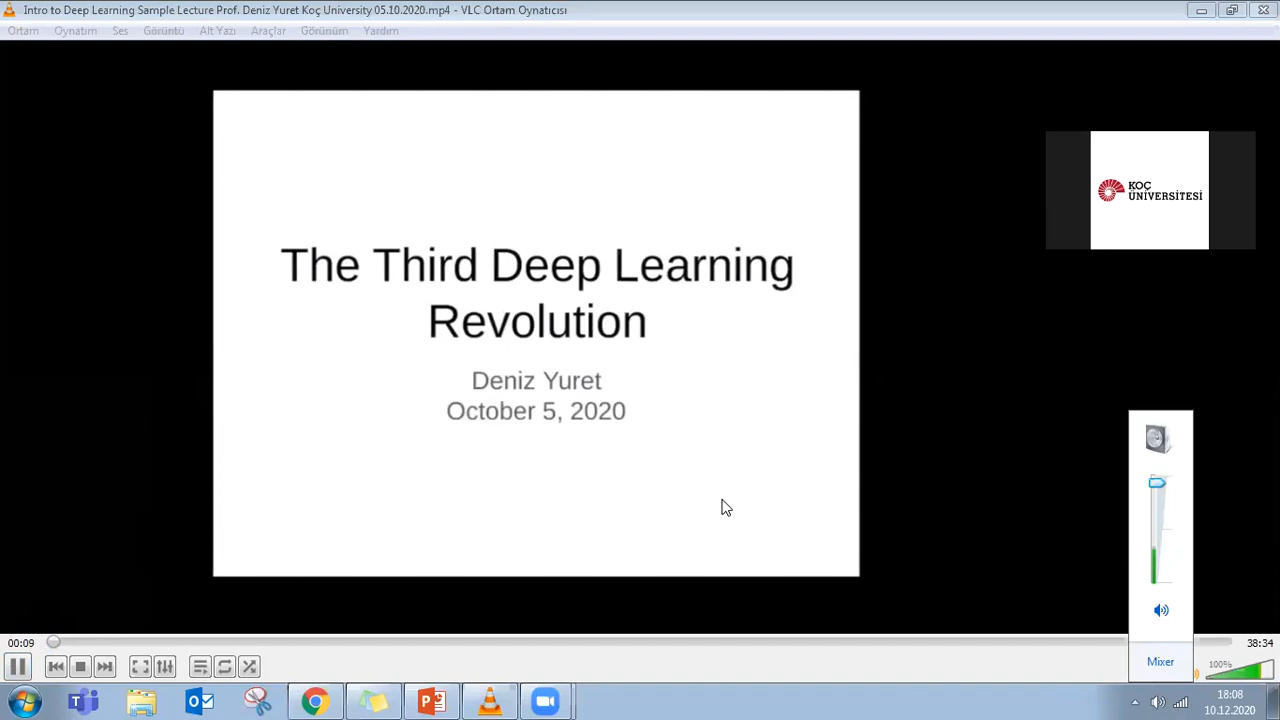 Intro to Deep Learning Sample Lecture Prof. Deniz Yuret Koç University 05.10.2020.mp4 - VLC Ortam Oynatıcısı
Ortam Oynatım Ses Görüntü Alt Yazı Araçlar Görünüm Yardım
KOÇ
ÜNİVERSİTESİ
The Third Deep Learning
Revolution
Deniz Yuret
October 5, 2020
00:09
38:34
Mixer
100%
18:08
10.12.2020